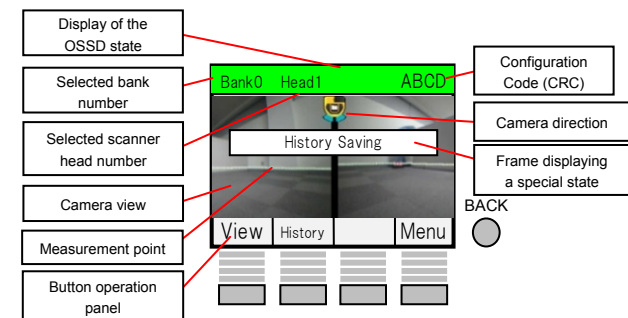 Display of the
OSSD state
Selected bank
number
Selected scanner
head number
Camera view
Measurement point
Button operation
panel
Bank0 Head1 ABCD
History Saving
View History Menu
Configuration
Code (CRC)
Camera direction
Frame displaying
a special state
BACK